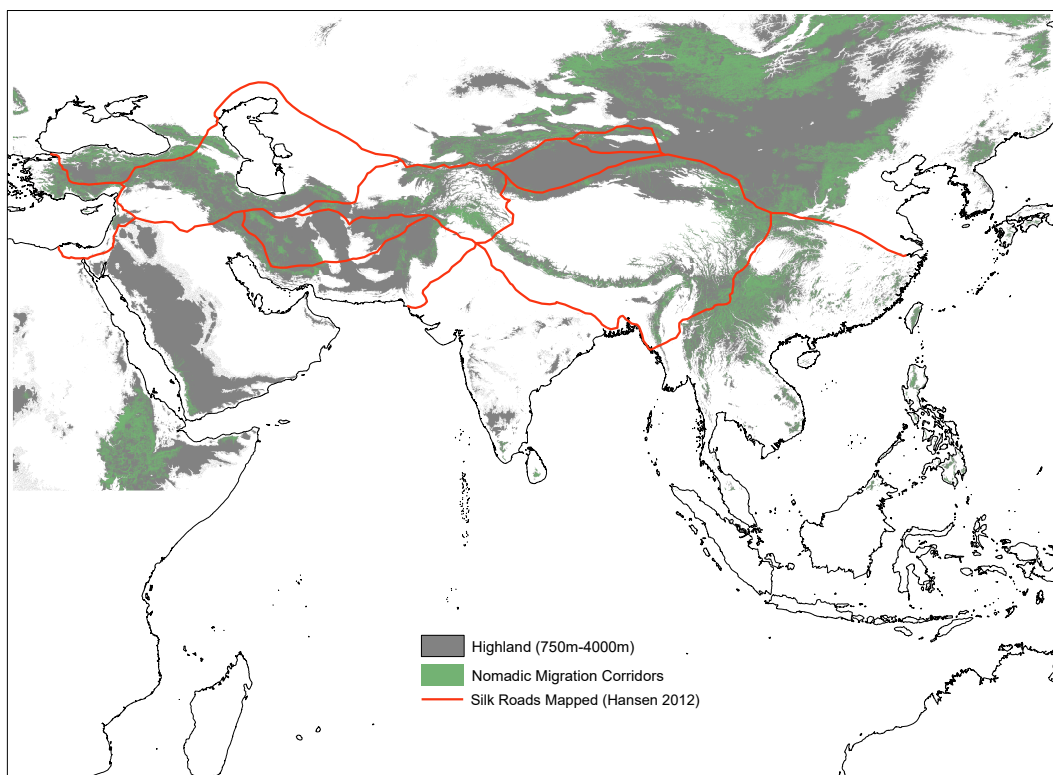 Highland (750m-4000m)
Nomadic Migration Corridors
Silk Roads Mapped (Hansen 2012)